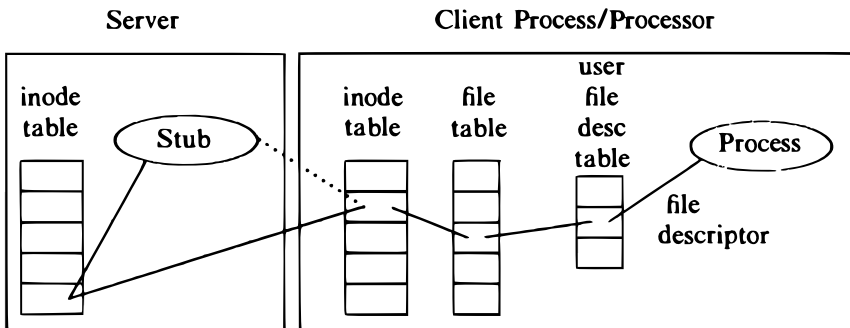 Server
Client Process/Processor
inode
table
Stub
inode
table
file
table
user
file
desc
table
Process
file
descriptor